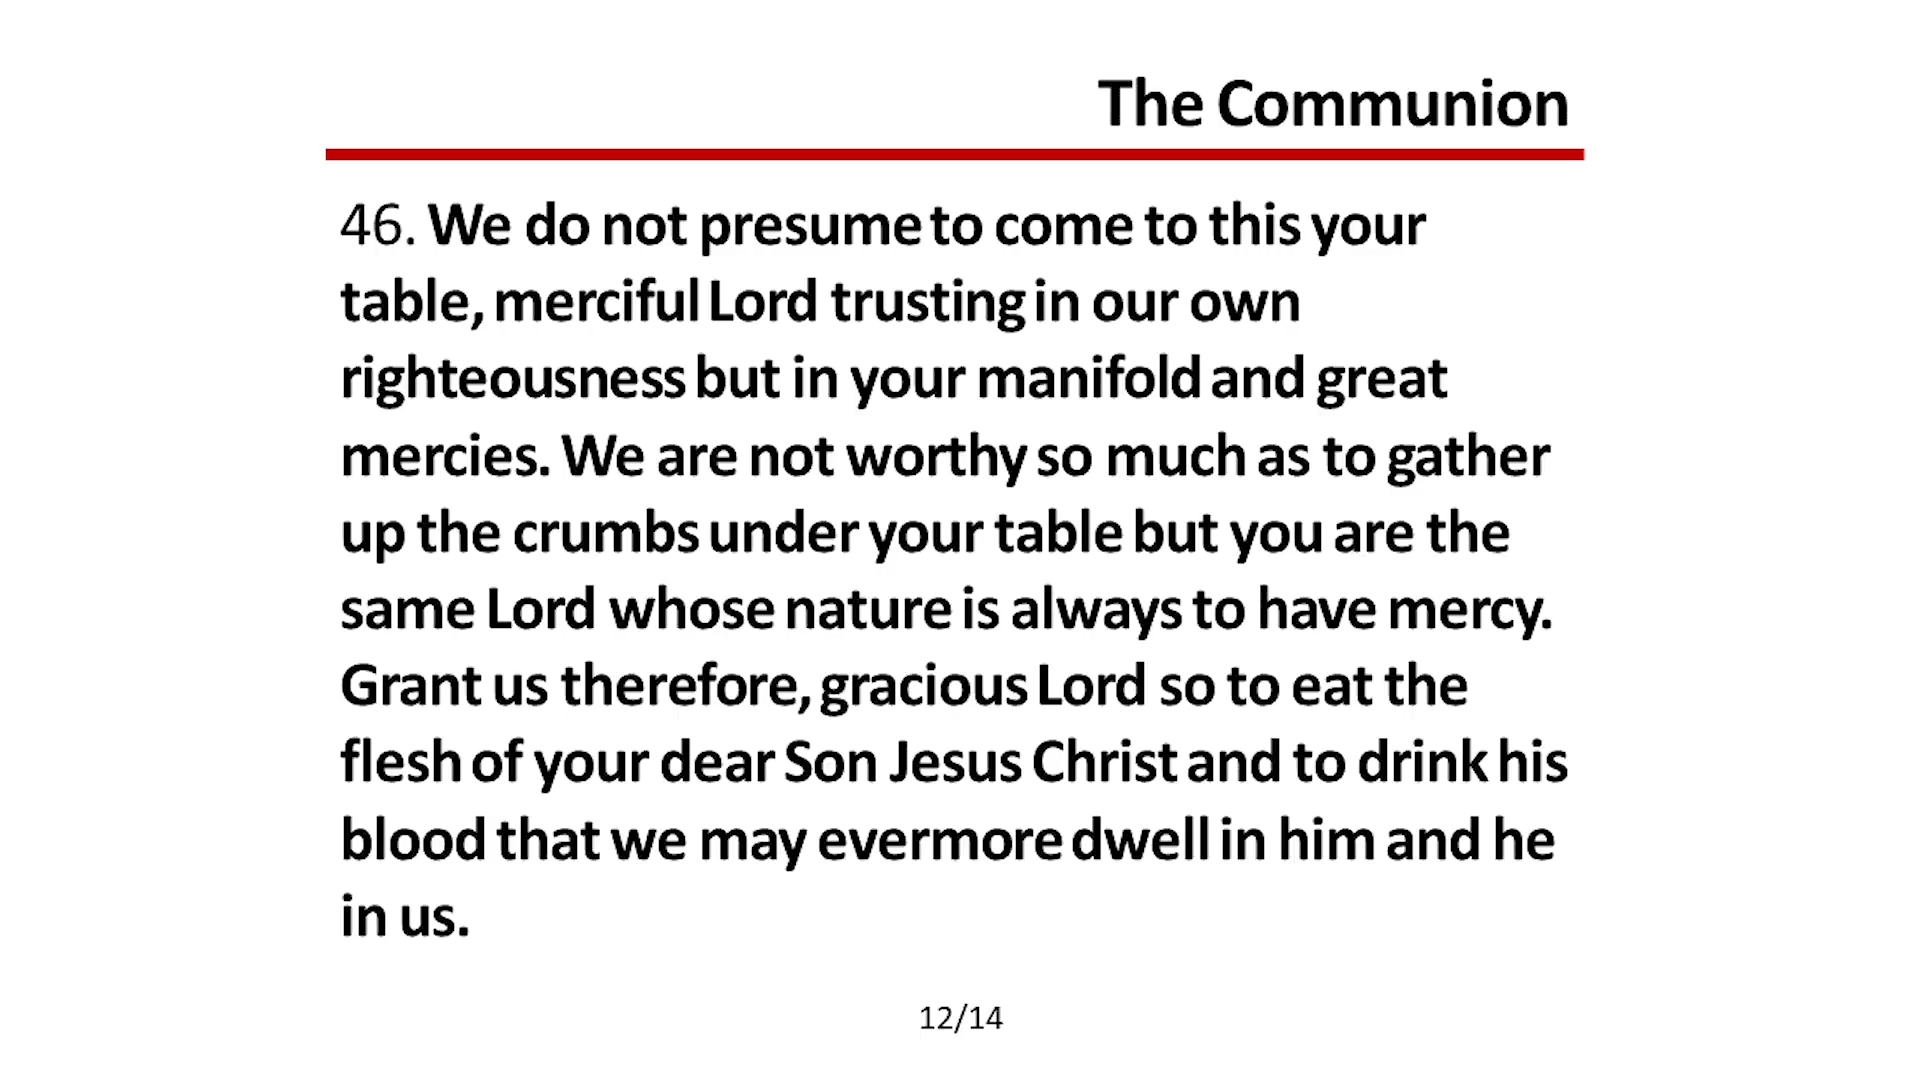 The Communion
46. We do not presume to come to this your
table, merciful Lord trusting in our own
righteousness but in your manifold and great
mercies. We are not worthy so much as to gather
up the crumbs under your table but you are the
same Lord whose nature is always to have mercy.
Grant us therefore, gracious Lord so to eat the
flesh of your dear Son Jesus Christ and to drink his
blood that we may evermore dwell in him and he
in us.
12/14